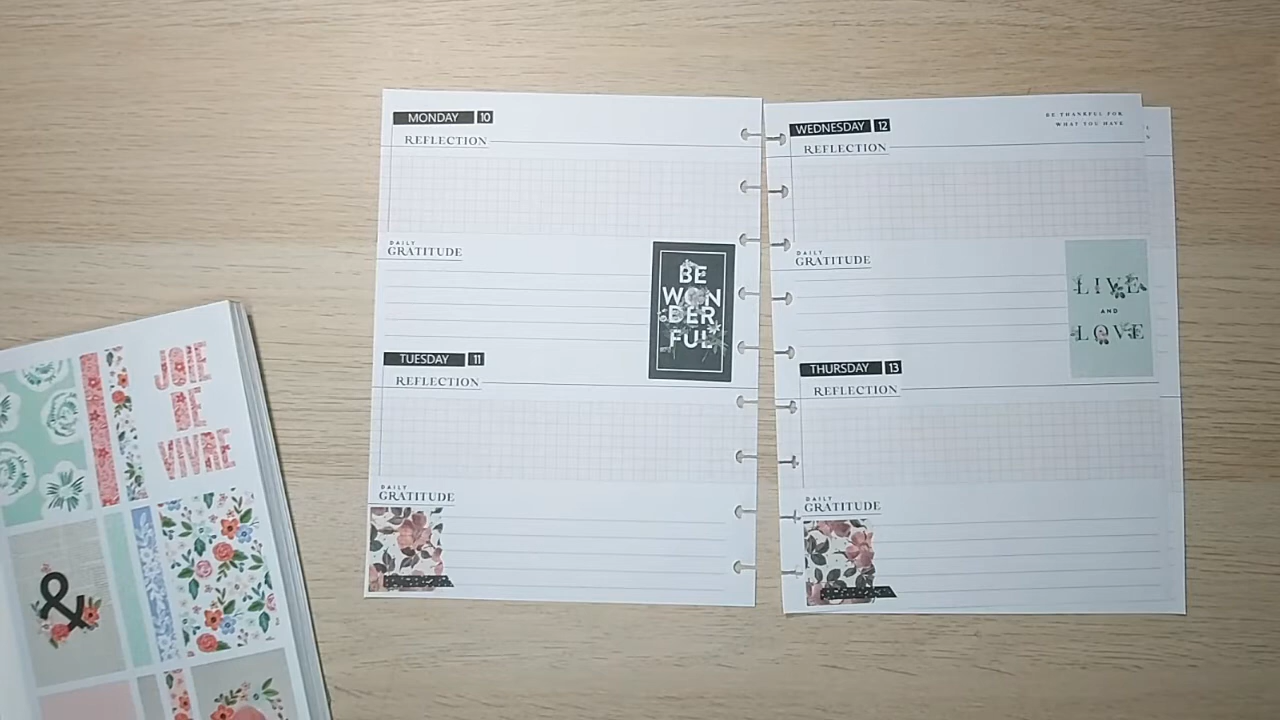 MONDAY 10
REFLECTION
DAILY
GRATITUDE
BE
WON
DER
FUL
TUESDAY 11
REFLECTION
DAILY
GRATITUDE
WEDNESDAY 12
BE THANKFUL FOR
WHAT YOU HAVE
REFLECTION
DAILY
GRATITUDE
LIVE
AND
LOVE
THURSDAY 13
REFLECTION
DAILY
GRATITUDE
JOIE
DE
VIVRE
&